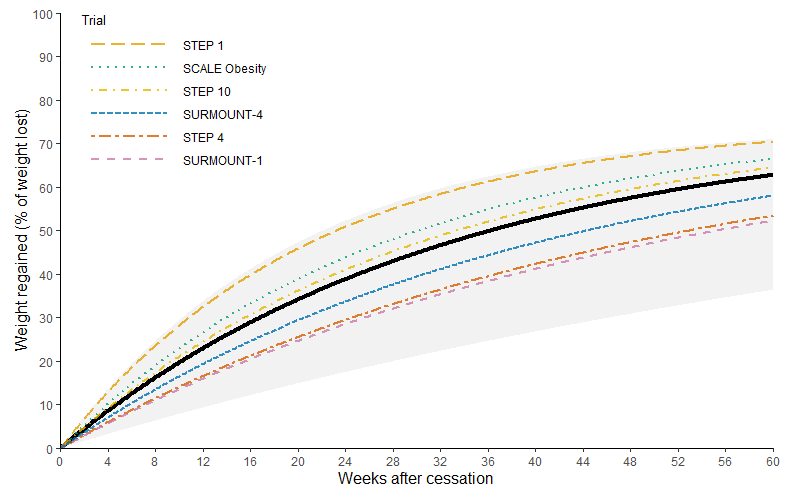 Trial
STEP 1
SCALE Obesity
STEP 10
SURMOUNT-4
STEP 4
SURMOUNT-1
Weight regained (% of weight lost)
100
90
80
70
60
50
40
30
20
10
0
0 4 8 12 16 20 24 28 32 36 40 44 48 52 56 60
Weeks after cessation